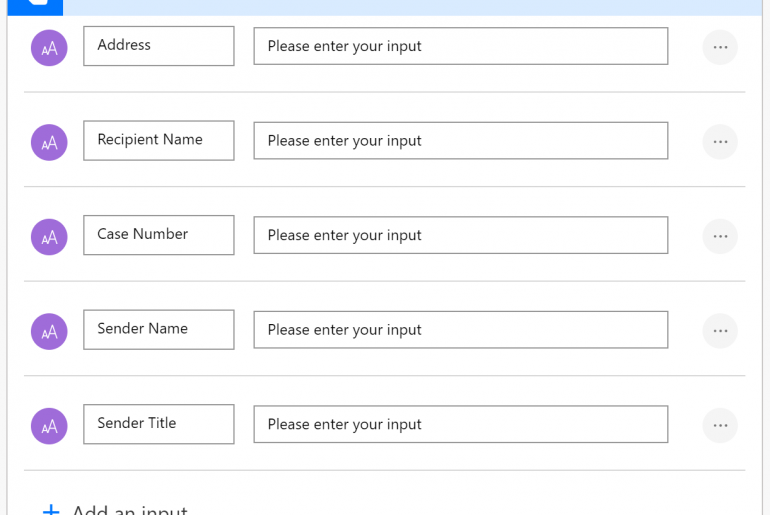 AA Address Please enter your input ...
AA Recipient Name Please enter your input ...
AA Case Number Please enter your input ...
AA Sender Name Please enter your input ...
AA Sender Title Please enter your input ...
+ Add an input